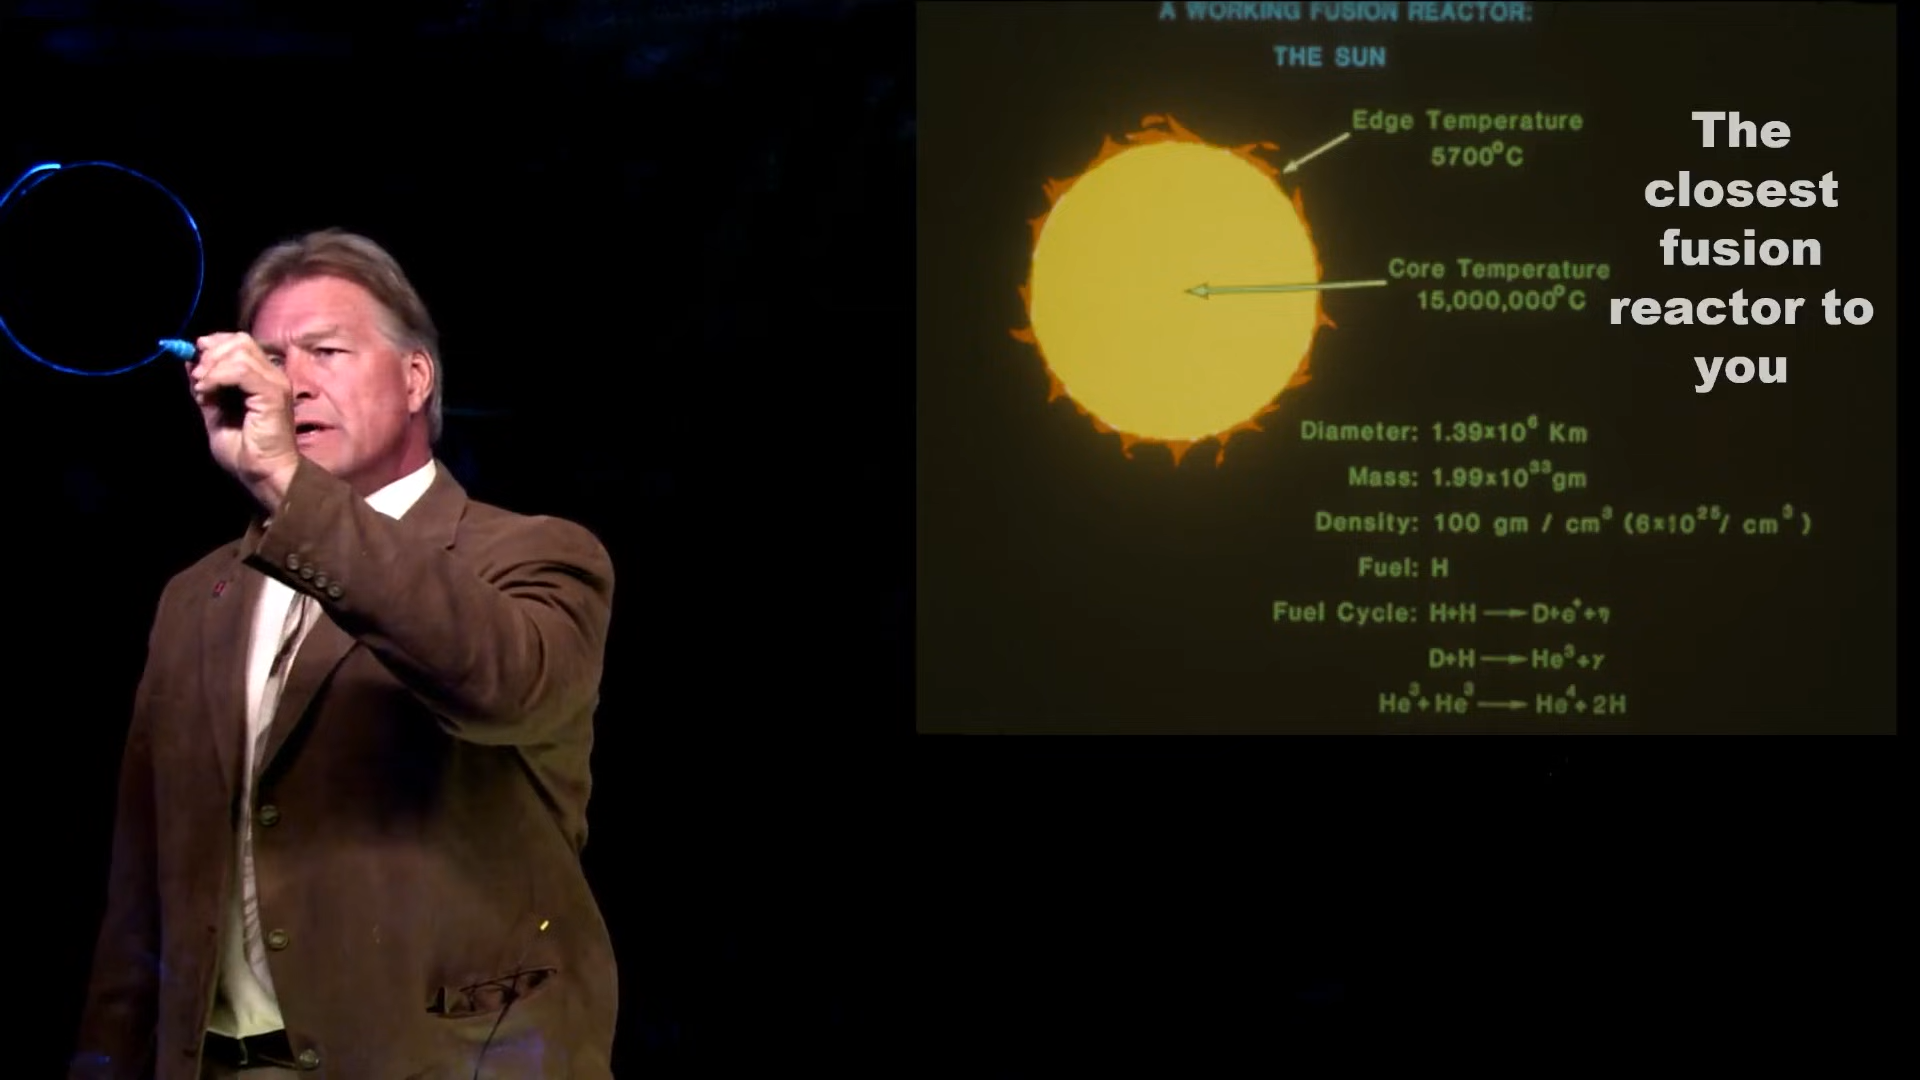 A WORKING FUSION REACTOR:
THE SUN
Edge Temperature
5700°C
The
closest
fusion
reactor to
you
Core Temperature
15,000,000°C
Diameter: 1.39x10⁶ Km
Mass: 1.99x10³³gm
Density: 100 gm / cm³ (6x10²⁵/ cm³)
Fuel: H
Fuel Cycle: H+H → D+e⁺+η
D+H → He³+γ
He³+He³ → He⁴+2H